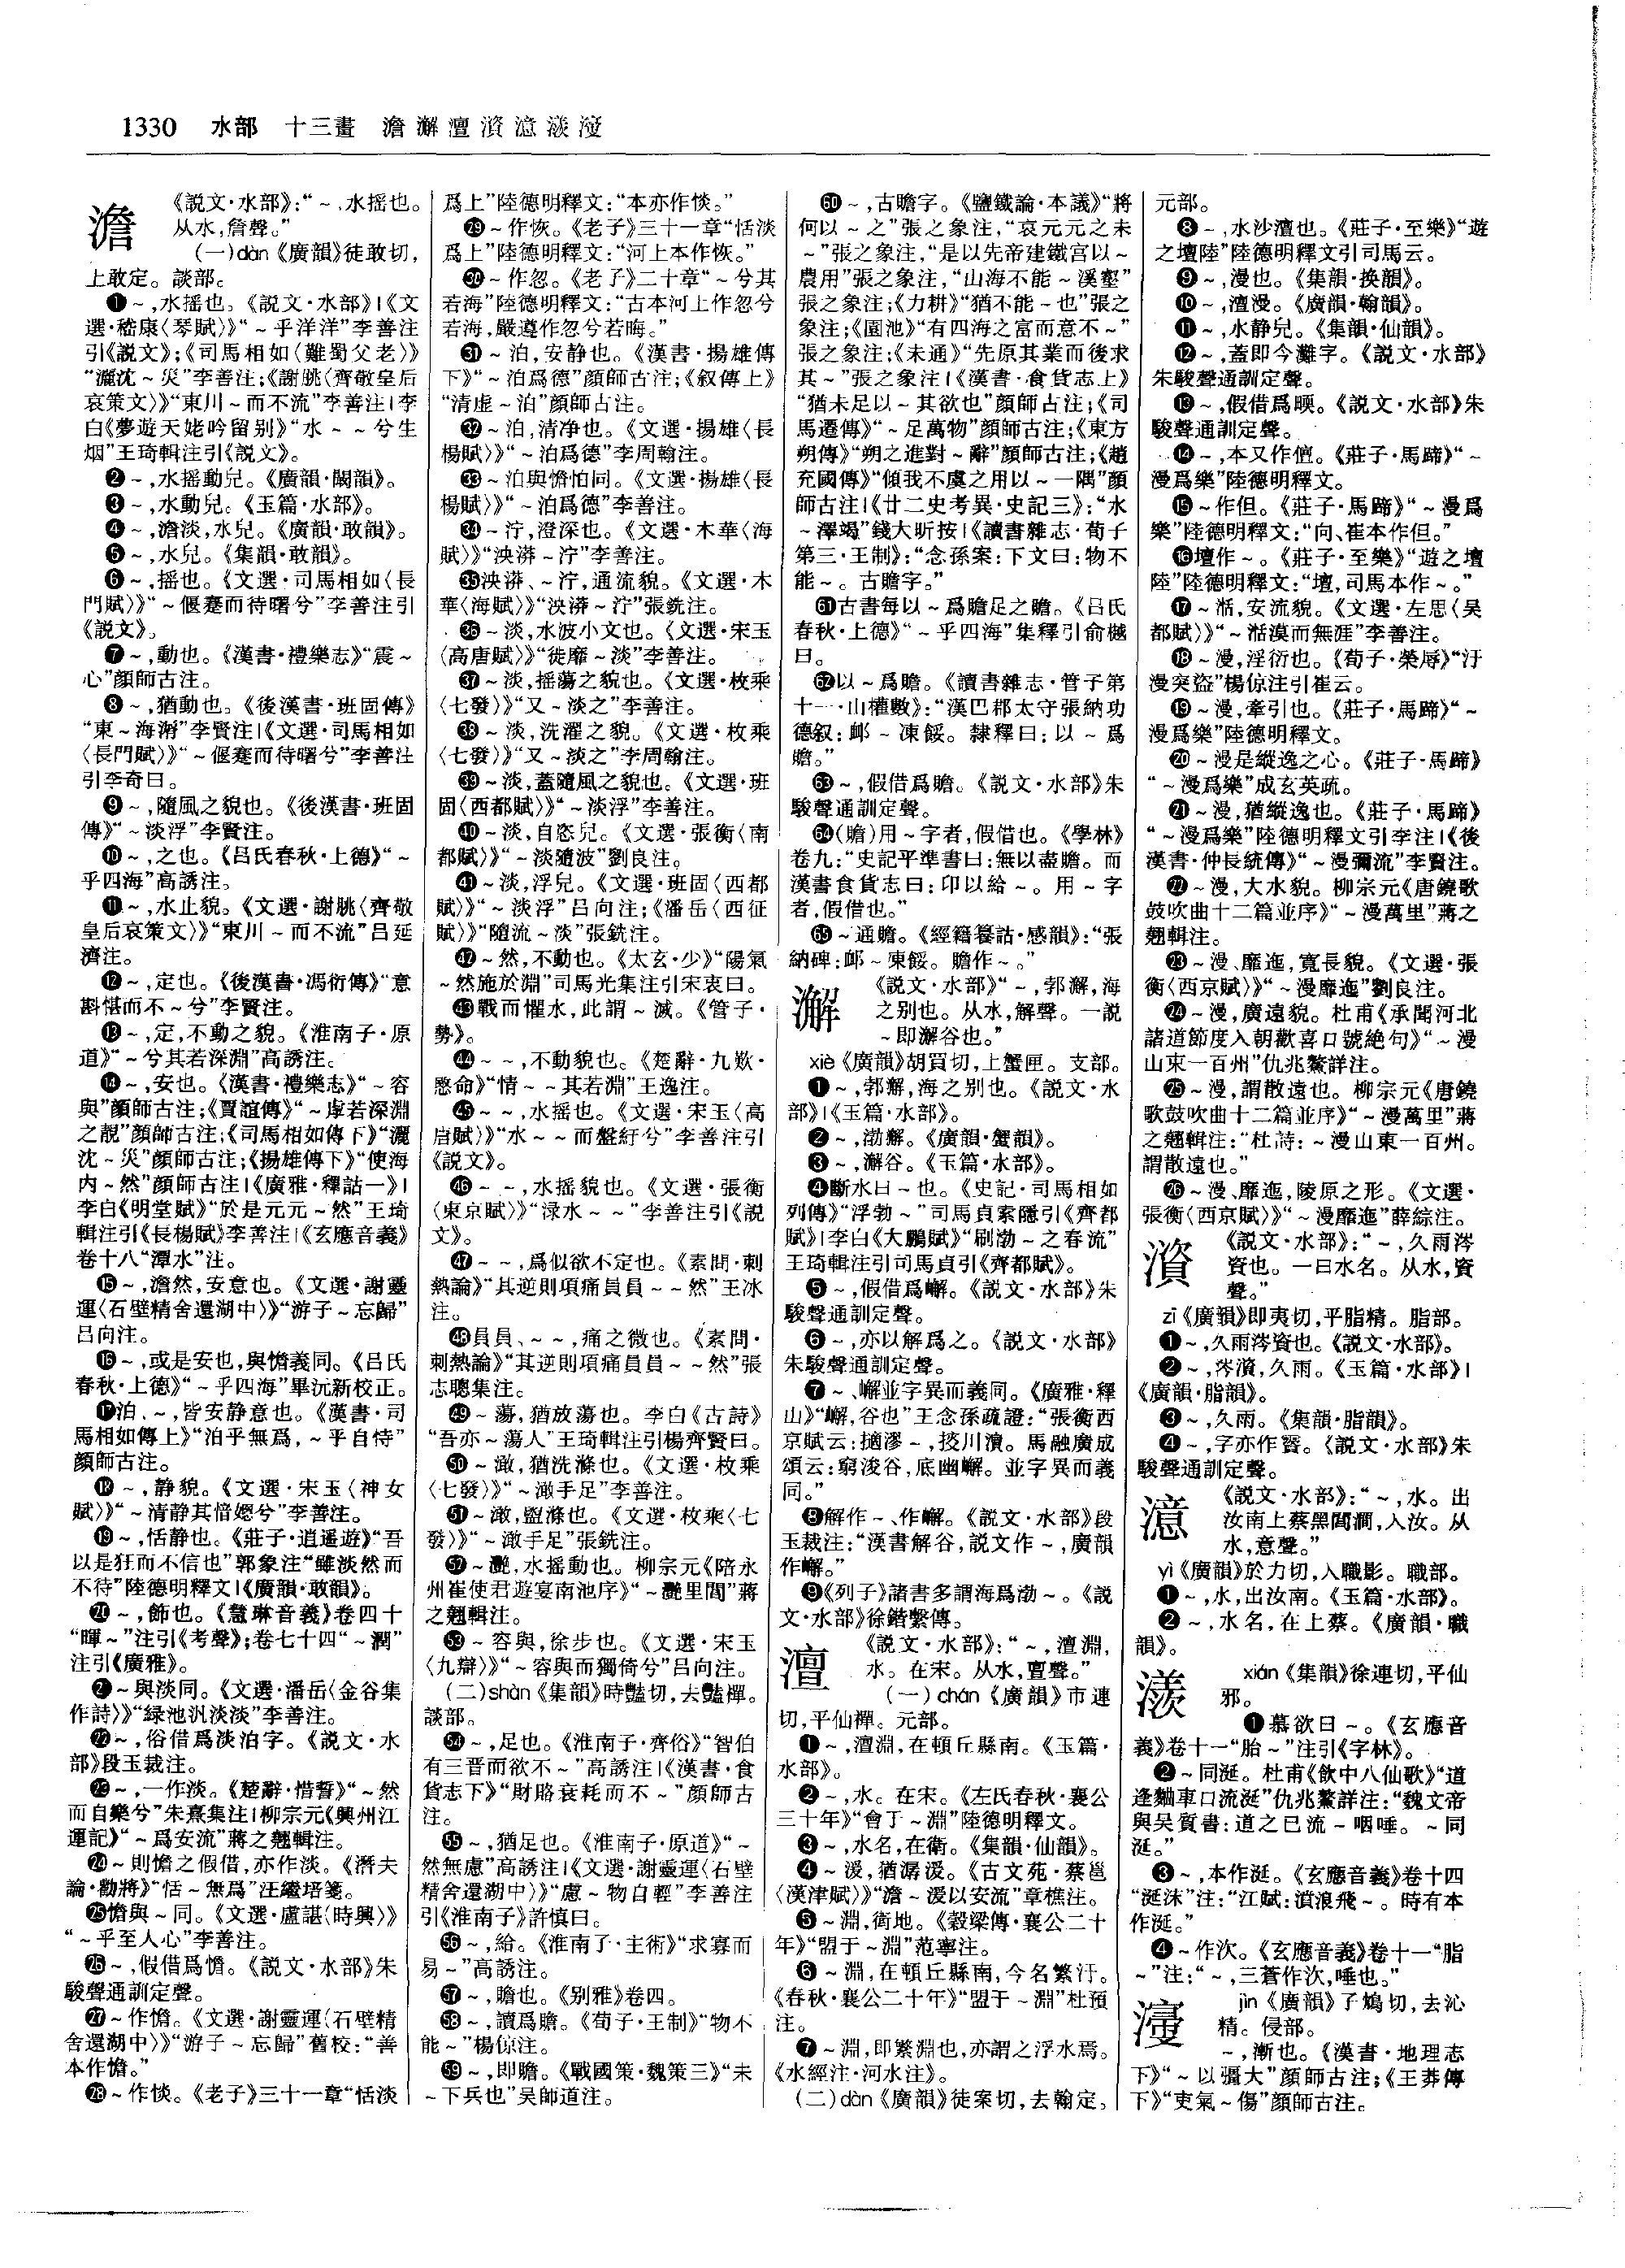 1330 水部 十三畫 澹澥澶澬澺㵪濅
澹
《説文·水部》：“～，水摇也。
从水，詹聲。”
(一)dàn《廣韻》徒敢切，
上敢定。談部。
❶～，水摇也。《説文·水部》|《文
選·嵇康〈琴賦〉》“～乎洋洋”李善注
引《説文》；《司馬相如〈難蜀父老〉》
“灑沈～災”李善注；《謝朓〈齊敬皇后
哀策文〉》“東川～而不流”李善注|李
白《夢遊天姥吟留别》“水～～兮生
烟”王琦輯注引《説文》。
❷～，水摇動皃。《廣韻·闞韻》。
❸～，水動皃。《玉篇·水部》。
❹～，澹淡，水皃。《廣韻·敢韻》。
❺～，水皃。《集韻·敢韻》。
❻～，摇也。《文選·司馬相如〈長
門賦〉》“～偃蹇而待曙兮”李善注引
《説文》。
❼～，動也。《漢書·禮樂志》“震～
心”顔師古注。
❽～，猶動也。《後漢書·班固傳》
“東～海漘”李賢注|《文選·司馬相如
〈長門賦〉》“～偃蹇而待曙兮”李善注
引李奇曰。
❾～，隨風之貌也。《後漢書·班固
傳》“～淡浮”李賢注。
❿～，之也。《吕氏春秋·上德》“～
乎四海”高誘注。
⓫～，水止貌。《文選·謝朓〈齊敬
皇后哀策文〉》“東川～而不流”吕延
濟注。
⓬～，定也。《後漢書·馮衍傳》“意
斟愖而不～兮”李賢注。
⓭～，定，不動之貌。《淮南子·原
道》“～兮其若深淵”高誘注。
⓮～，安也。《漢書·禮樂志》“～容
與”顔師古注；《賈誼傳》“～虖若深淵
之靚”顔師古注；《司馬相如傳下》“灑
沈～災”顔師古注；《揚雄傳下》“使海
内～然”顔師古注|《廣雅·釋詁一》|
李白《明堂賦》“於是元元～然”王琦
輯注引《長楊賦》李善注|《玄應音義》
卷十八“潭水”注。
⓯～，澹然，安意也。《文選·謝靈
運〈石壁精舍還湖中〉》“游子～忘歸”
吕向注。
⓰～，或是安也，與憺義同。《吕氏
春秋·上德》“～乎四海”畢沅新校正。
⓱泊、～，皆安静意也。《漢書·司
馬相如傳上》“泊乎無爲，～乎自恃”
顔師古注。
⓲～，静貌。《文選·宋玉〈神女
賦〉》“～清静其愔嫕兮”李善注。
⓳～，恬静也。《莊子·逍遥遊》“吾
以是狂而不信也”郭象注“雖淡然而
不待”陸德明釋文|《廣韻·敢韻》。
⓴～，飾也。《慧琳音義》卷四十
“暉～”注引《考聲》；卷七十四“～潤”
注引《廣雅》。
㉑～與淡同。《文選·潘岳〈金谷集
作詩〉》“緑池汎淡淡”李善注。
㉒～，俗借爲淡泊字。《説文·水
部》段玉裁注。
㉓～，一作淡。《楚辭·惜誓》“～然
而自樂兮”朱熹集注|柳宗元《興州江
運記》“～爲安流”蔣之翹輯注。
㉔～則憺之假借，亦作淡。《潛夫
論·勸將》“恬～無爲”汪繼培箋。
㉕憺與～同。《文選·盧諶〈時興〉》
“～乎至人心”李善注。
㉖～，假借爲憺。《説文·水部》朱
駿聲通訓定聲。
㉗～作憺。《文選·謝靈運〈石壁精
舍還湖中〉》“游子～忘歸”舊校：“善
本作憺。”
㉘～作惔。《老子》三十一章“恬淡
爲上”陸德明釋文：“本亦作惔。”
㉙～作恢。《老子》三十一章“恬淡
爲上”陸德明釋文：“河上本作恢。”
㉚～作忽。《老子》二十章“～兮其
若海”陸德明釋文：“古本河上作忽兮
若海，嚴遵作忽兮若晦。”
㉛～泊，安静也。《漢書·揚雄傳
下》“～泊爲德”顔師古注；《叙傳上》
“清虚～泊”顔師古注。
㉜～泊，清净也。《文選·揚雄〈長
楊賦〉》“～泊爲德”李周翰注。
㉝～泊與憺怕同。《文選·揚雄〈長
楊賦〉》“～泊爲德”李善注。
㉞～泞，澄深也。《文選·木華〈海
賦〉》“泱漭～泞”李善注。
㉟泱漭、～泞，通流貌。《文選·木
華〈海賦〉》“泱漭～泞”張銑注。
㊱～淡，水波小文也。《文選·宋玉
〈高唐賦〉》“徙靡～淡”李善注。
㊲～淡，摇蕩之貌也。《文選·枚乘
〈七發〉》“又～淡之”李善注。
㊳～淡，洗濯之貌。《文選·枚乘
〈七發〉》“又～淡之”李周翰注。
㊴～淡，蓋隨風之貌也。《文選·班
固〈西都賦〉》“～淡浮”李善注。
㊵～淡，自恣皃。《文選·張衡〈南
都賦〉》“～淡隨波”劉良注。
㊶～淡，浮皃。《文選·班固〈西都
賦〉》“～淡浮”吕向注；《潘岳〈西征
賦〉》“隨流～淡”張銑注。
㊷～然，不動也。《太玄·少》“陽氣
～然施於淵”司馬光集注引宋衷曰。
㊸戰而懼水，此謂～滅。《管子·
勢》。
㊹～～，不動貌也。《楚辭·九歎·
愍命》“情～～其若淵”王逸注。
㊺～～，水摇也。《文選·宋玉〈高
唐賦〉》“水～～而盤紆兮”李善注引
《説文》。
㊻～～，水摇貌也。《文選·張衡
〈東京賦〉》“渌水～～”李善注引《説
文》。
㊼～～，爲似欲不定也。《素問·刺
熱論》“其逆則項痛員員～～然”王冰
注。
㊽員員、～～，痛之微也。《素問·
刺熱論》“其逆則項痛員員～～然”張
志聰集注。
㊾～蕩，猶放蕩也。李白《古詩》
“吾亦～蕩人”王琦輯注引楊齊賢曰。
㊿～澉，猶洗滌也。《文選·枚乘
〈七發〉》“～澉手足”李善注。
51～澉，盥滌也。《文選·枚乘〈七
發〉》“～澉手足”張銑注。
52～灔，水摇動也。柳宗元《陪永
州崔使君遊宴南池序》“～灔里閭”蔣
之翹輯注。
53～容與，徐步也。《文選·宋玉
〈九辯〉》“～容與而獨倚兮”吕向注。
(二)shàn《集韻》時豔切，去豔禪。
談部。
54～，足也。《淮南子·齊俗》“智伯
有三晋而欲不～”高誘注|《漢書·食
貨志下》“財賂衰耗而不～”顔師古
注。
55～，猶足也。《淮南子·原道》“～
然無慮”高誘注|《文選·謝靈運〈石壁
精舍還湖中〉》“慮～物自輕”李善注
引《淮南子》許慎曰。
56～，給。《淮南子·主術》“求寡而
易～”高誘注。
57～，贍也。《别雅》卷四。
58～，讀爲贍。《荀子·王制》“物不
能～”楊倞注。
59～，即贍。《戰國策·魏策三》“未
～下兵也”吴師道注。
60～，古贍字。《鹽鐵論·本議》“將
何以～之”張之象注，“哀元元之未
～”張之象注，“是以先帝建鐵官以～
農用”張之象注，“山海不能～溪壑”
張之象注；《力耕》“猶不能～也”張之
象注；《園池》“有四海之富而意不～”
張之象注；《未通》“先原其業而後求
其～”張之象注|《漢書·食貨志上》
“猶未足以～其欲也”顔師古注；《司
馬遷傳》“～足萬物”顔師古注；《東方
朔傳》“朔之進對～辭”顔師古注；《趙
充國傳》“傾我不虞之用以～一隅”顔
師古注|《廿二史考異·史記三》：“水
～澤竭”錢大昕按|《讀書雜志·荀子
第三·王制》：“念孫案：下文曰：物不
能～。古贍字。”
61古書每以～爲贍足之贍。《吕氏
春秋·上德》“～乎四海”集釋引俞樾
曰。
62以～爲贍。《讀書雜志·管子第
十一·山權數》：“漢巴郡太守張納功
德叙：卹～凍餒。隸釋曰：以～爲
贍。”
63～，假借爲贍。《説文·水部》朱
駿聲通訓定聲。
64(贍)用～字者，假借也。《學林》
卷九：“史記平準書曰：無以盡贍。而
漢書食貨志曰：卬以給～。用～字
者，假借也。”
65～通贍。《經籍籑詁·感韻》：“張
納碑：卹～東餒。贍作～。”
澥
《説文·水部》“～，郭澥，海
之别也。从水，解聲。一説
～即澥谷也。”
xiè《廣韻》胡買切，上蟹匣。支部。
❶～，郭澥，海之别也。《説文·水
部》|《玉篇·水部》。
❷～，渤澥。《廣韻·蟹韻》。
❸～，澥谷。《玉篇·水部》。
❹斷水曰～也。《史記·司馬相如
列傳》“浮勃～”司馬貞索隱引《齊都
賦》|李白《大鵬賦》“刷渤～之春流”
王琦輯注引司馬貞引《齊都賦》。
❺～，假借爲嶰。《説文·水部》朱
駿聲通訓定聲。
❻～，亦以解爲之。《説文·水部》
朱駿聲通訓定聲。
❼～、嶰並字異而義同。《廣雅·釋
山》“嶰，谷也”王念孫疏證：“張衡西
京賦云：摘漻～，搜川瀆。馬融廣成
頌云：窮浚谷，底幽嶰。並字異而義
同。”
❽解作～、作嶰。《説文·水部》段
玉裁注：“漢書解谷，説文作～，廣韻
作嶰。”
❾《列子》諸書多謂海爲渤～。《説
文·水部》徐鍇繫傳。
澶
《説文·水部》：“～，澶淵，
水。在宋。从水，亶聲。”
(一)chán《廣韻》市連
切，平仙禪。元部。
❶～，澶淵，在頓丘縣南。《玉篇·
水部》。
❷～，水。在宋。《左氏春秋·襄公
三十年》“會于～淵”陸德明釋文。
❸～，水名，在衛。《集韻·仙韻》。
❹～湲，猶潺湲。《古文苑·蔡邕
〈漢津賦〉》“澹～湲以安流”章樵注。
❺～淵，衛地。《穀梁傳·襄公二十
年》“盟于～淵”范寧注。
❻～淵，在頓丘縣南，今名繁汙。
《春秋·襄公二十年》“盟于～淵”杜預
注。
❼～淵，即繁淵也，亦謂之浮水焉。
《水經注·河水注》。
(二)dàn《廣韻》徒案切，去翰定。
元部。
❽～，水沙澶也。《莊子·至樂》“遊
之壇陸”陸德明釋文引司馬云。
❾～，漫也。《集韻·换韻》。
❿～，澶漫。《廣韻·翰韻》。
⓫～，水静皃。《集韻·仙韻》。
⓬～，蓋即今灘字。《説文·水部》
朱駿聲通訓定聲。
⓭～，假借爲暵。《説文·水部》朱
駿聲通訓定聲。
⓮～，本又作儃。《莊子·馬蹄》“～
漫爲樂”陸德明釋文。
⓯～作但。《莊子·馬蹄》“～漫爲
樂”陸德明釋文：“向、崔本作但。”
⓰壇作～。《莊子·至樂》“遊之壇
陸”陸德明釋文：“壇，司馬本作～。”
⓱～湉，安流貌。《文選·左思〈吴
都賦〉》“～湉漠而無涯”李善注。
⓲～漫，淫衍也。《荀子·榮辱》“汙
漫突盜”楊倞注引崔云。
⓳～漫，牽引也。《莊子·馬蹄》“～
漫爲樂”陸德明釋文。
⓴～漫是縱逸之心。《莊子·馬蹄》
“～漫爲樂”成玄英疏。
㉑～漫，猶縱逸也。《莊子·馬蹄》
“～漫爲樂”陸德明釋文引李注|《後
漢書·仲長統傳》“～漫彌流”李賢注。
㉒～漫，大水貌。柳宗元《唐鐃歌
鼓吹曲十二篇並序》“～漫萬里”蔣之
翹輯注。
㉓～漫、靡迤，寬長貌。《文選·張
衡〈西京賦〉》“～漫靡迤”劉良注。
㉔～漫，廣遠貌。杜甫《承聞河北
諸道節度入朝歡喜口號絶句》“～漫
山東一百州”仇兆鰲詳注。
㉕～漫，謂散遠也。柳宗元《唐鐃
歌鼓吹曲十二篇並序》“～漫萬里”蔣
之翹輯注：“杜詩：～漫山東一百州。
謂散遠也。”
㉖～漫、靡迤，陵原之形。《文選·
張衡〈西京賦〉》“～漫靡迤”薛綜注。
澬
《説文·水部》：“～，久雨涔
資也。一曰水名。从水，資
聲。”
zī《廣韻》即夷切，平脂精。脂部。
❶～，久雨涔資也。《説文·水部》。
❷～，涔澬，久雨。《玉篇·水部》|
《廣韻·脂韻》。
❸～，久雨。《集韻·脂韻》。
❹～，字亦作䨏。《説文·水部》朱
駿聲通訓定聲。
澺
《説文·水部》：“～，水。出
汝南上蔡黑閭澗，入汝。从
水，意聲。”
yì《廣韻》於力切，入職影。職部。
❶～，水，出汝南。《玉篇·水部》。
❷～，水名，在上蔡。《廣韻·職
韻》。
㵪
xián《集韻》徐連切，平仙
邪。
❶慕欲曰～。《玄應音
義》卷十一“胎～”注引《字林》。
❷～同涎。杜甫《飲中八仙歌》“道
逢麴車口流涎”仇兆鰲詳注：“魏文帝
與吴質書：道之已流～咽唾。～同
涎。”
❸～，本作涎。《玄應音義》卷十四
“涎沫”注：“江賦：濆浪飛～。時有本
作涎。”
❹～作次。《玄應音義》卷十一“脂
～”注：“～，三蒼作次，唾也。”
濅
jìn《廣韻》子鴆切，去沁
精。侵部。
～，漸也。《漢書·地理志
下》“～以彊大”顔師古注；《王莽傳
下》“吏氣～傷”顔師古注。